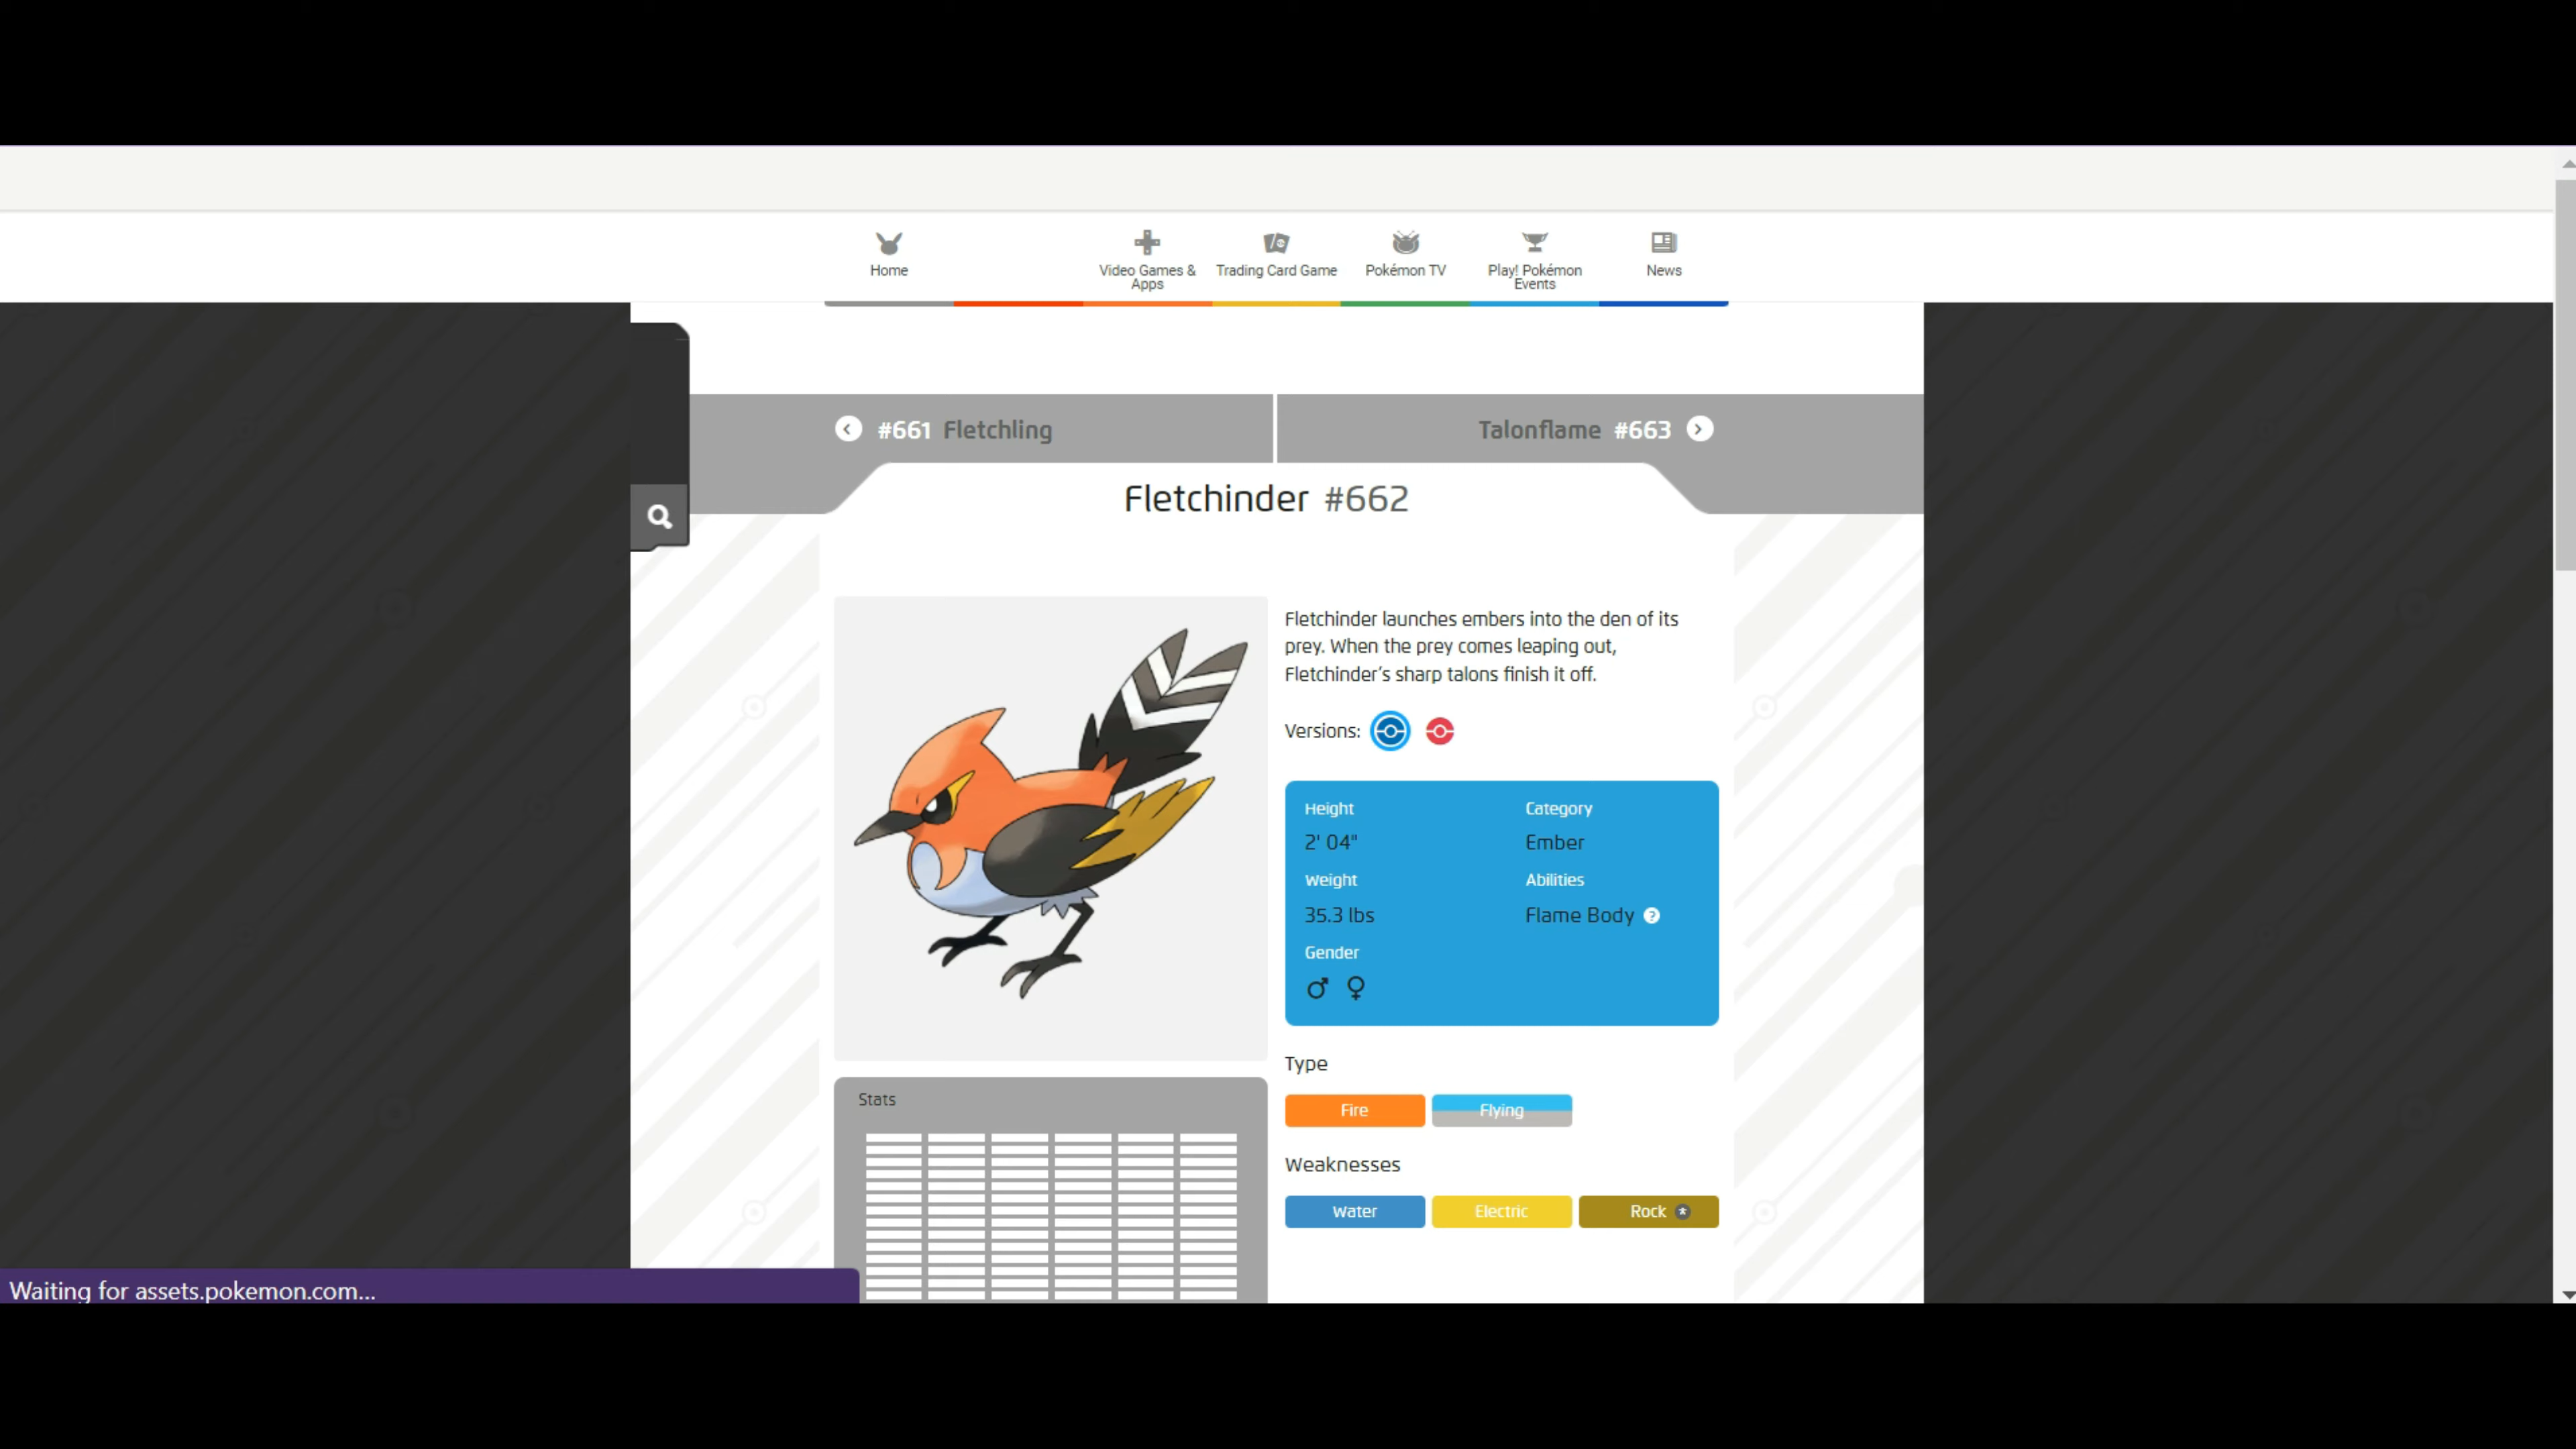 Home
Video Games &
Apps
Trading Card Game
Pokémon TV
Play! Pokémon
Events
News
#661 Fletchling
Talonflame #663
Fletchinder #662
Fletchinder launches embers into the den of its
prey. When the prey comes leaping out,
Fletchinder's sharp talons finish it off.
Versions:
Height
2' 04"
Weight
35.3 lbs
Gender
Category
Ember
Abilities
Flame Body ?
Type
Fire
Flying
Weaknesses
Water
Electric
Rock *
Stats
Waiting for assets.pokemon.com...